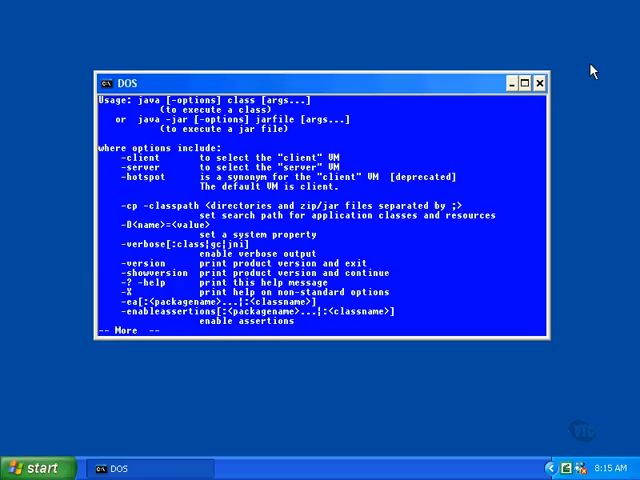 DOS
Usage: java [-options] class [args...]
(to execute a class)
or java -jar [-options] jarfile [args...]
(to execute a jar file)
where options include:
-client to select the "client" VM
-server to select the "server" VM
-hotspot is a synonym for the "client" VM [deprecated]
The default VM is client.
-cp -classpath <directories and zip/jar files separated by ;>
set search path for application classes and resources
-D<name>=<value>
set a system property
-verbose[:class¦gc¦jni]
enable verbose output
-version print product version and exit
-showversion print product version and continue
-? -help print this help message
-X print help on non-standard options
-ea[:<packagename>...¦:<classname>]
-enableassertions[:<packagename>...¦:<classname>]
enable assertions
-- More --
start
DOS
8:15 AM